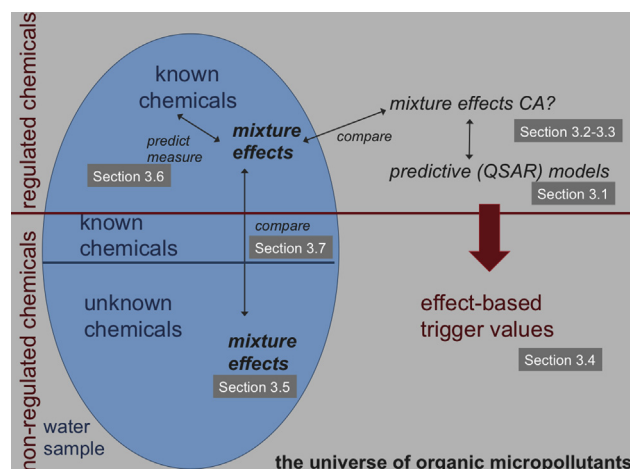 regulated chemicals
known
chemicals
predict
measure
mixture
effects
Section 3.6
compare
mixture effects CA?
Section 3.2-3.3
predictive (QSAR) models
Section 3.1
non-regulated chemicals
known
chemicals
compare
Section 3.7
unknown
chemicals
mixture
effects
Section 3.5
effect-based
trigger values
Section 3.4
water
sample
the universe of organic micropollutants